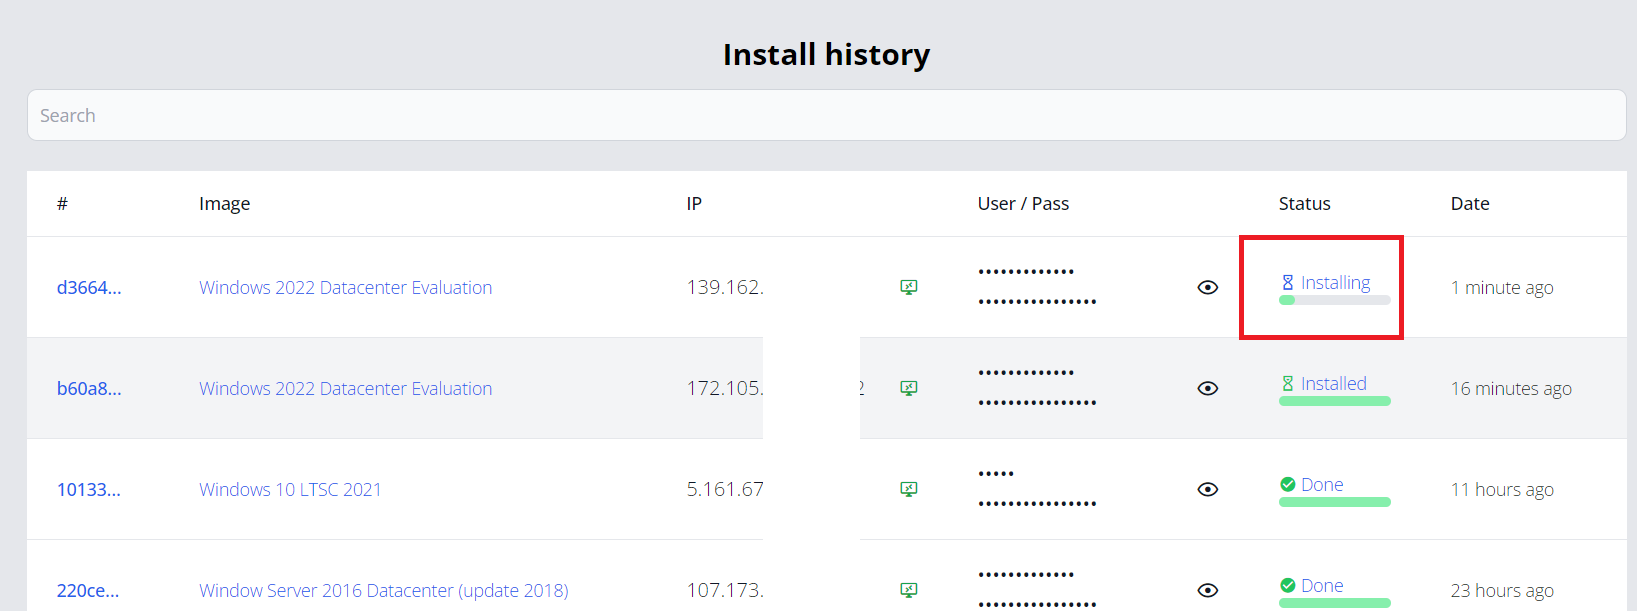 Install history
Search
# Image IP User / Pass Status Date
d3664... Windows 2022 Datacenter Evaluation 139.162. ••••••••••••• Installing 1 minute ago
••••••••••••••••
b60a8... Windows 2022 Datacenter Evaluation 172.105. 2 ••••••••••••• Installed 16 minutes ago
••••••••••••••••
10133... Windows 10 LTSC 2021 5.161.67 ••••• Done 11 hours ago
••••••••••••••••
220ce... Window Server 2016 Datacenter (update 2018) 107.173. ••••••••••••• Done 23 hours ago
••••••••••••••••